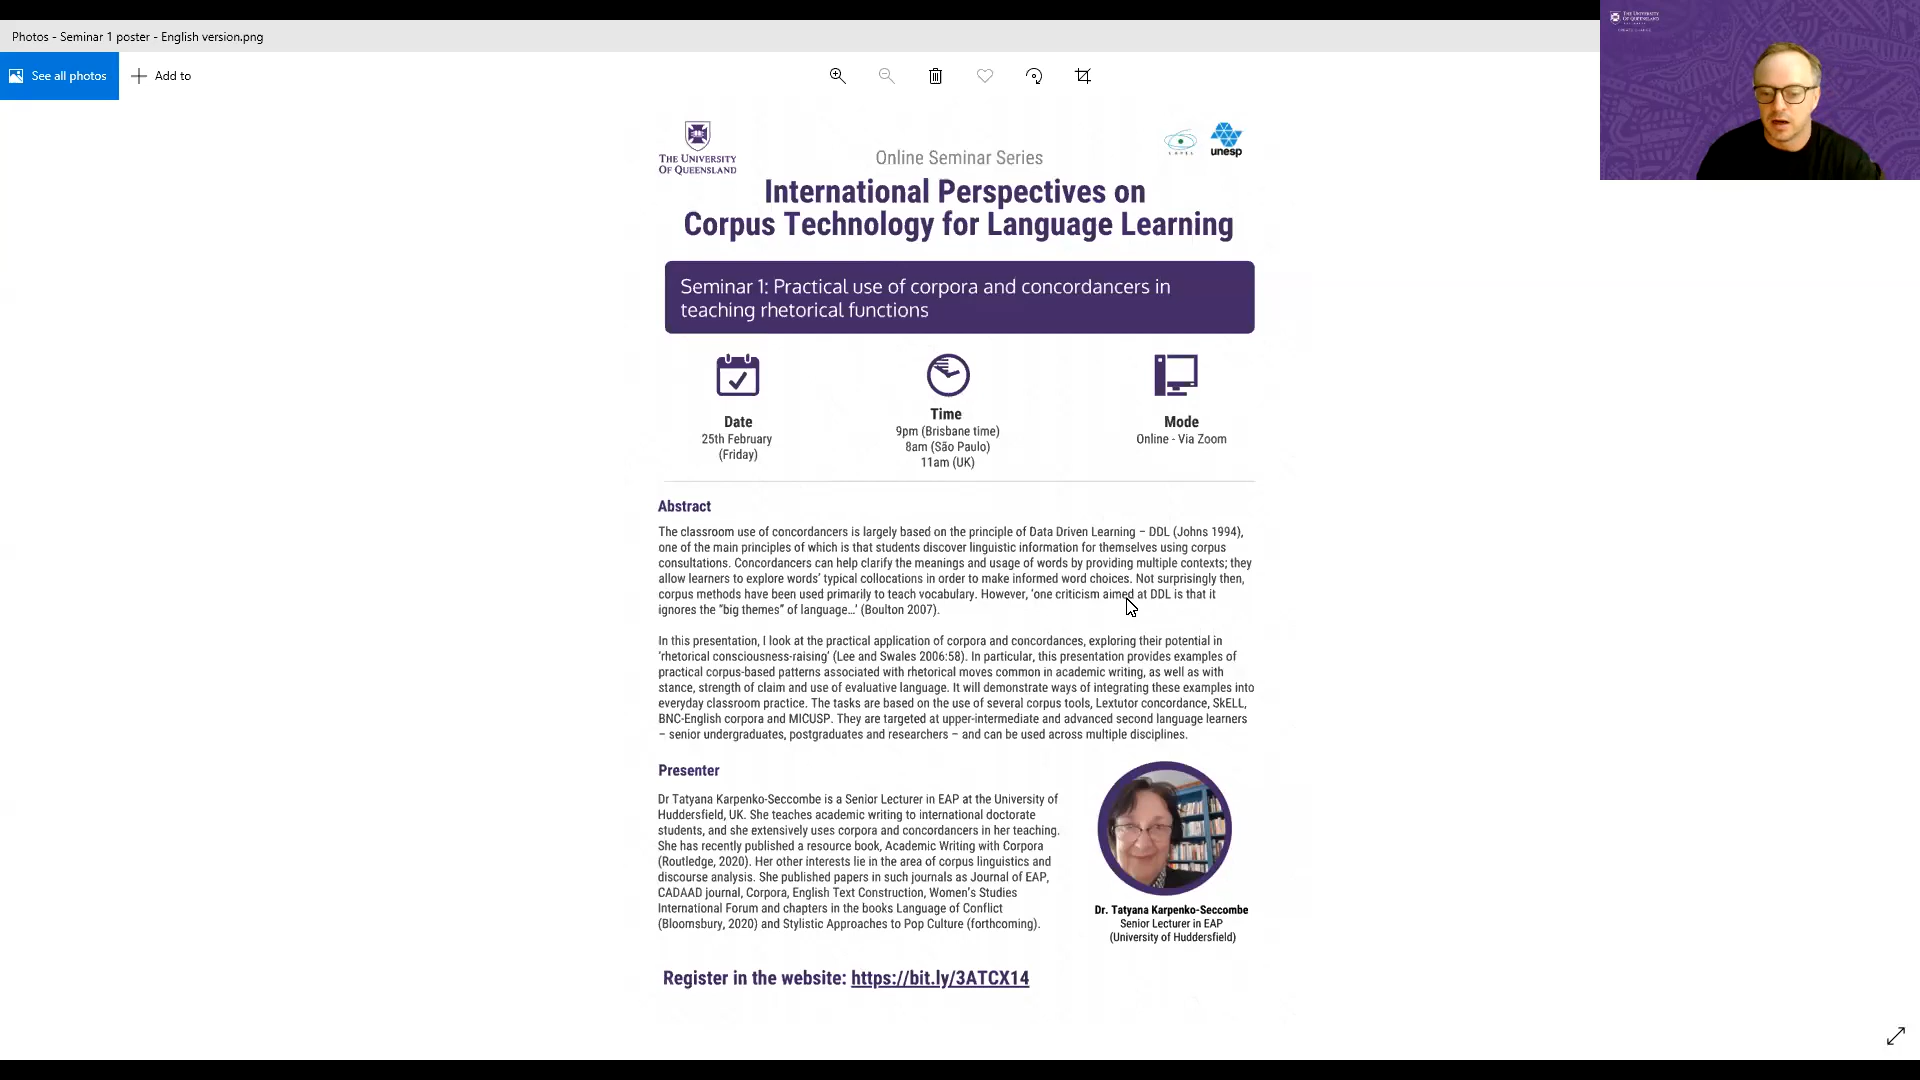 Photos - Seminar 1 poster - English version.png
See all photos
Add to
THE UNIVERSITY
OF QUEENSLAND
THE UNIVERSITY
OF QUEENSLAND
LAEL
unesp
Online Seminar Series
International Perspectives on
Corpus Technology for Language Learning
Seminar 1: Practical use of corpora and concordancers in
teaching rhetorical functions
Date
25th February
(Friday)
Time
9pm (Brisbane time)
8am (São Paulo)
11am (UK)
Mode
Online - Via Zoom
Abstract
The classroom use of concordancers is largely based on the principle of Data Driven Learning – DDL (Johns 1994),
one of the main principles of which is that students discover linguistic information for themselves using corpus
consultations. Concordancers can help clarify the meanings and usage of words by providing multiple contexts; they
allow learners to explore words’ typical collocations in order to make informed word choices. Not surprisingly then,
corpus methods have been used primarily to teach vocabulary. However, ‘one criticism aimed at DDL is that it
ignores the “big themes” of language…’ (Boulton 2007).
In this presentation, I look at the practical application of corpora and concordances, exploring their potential in
‘rhetorical consciousness-raising’ (Lee and Swales 2006:58). In particular, this presentation provides examples of
practical corpus-based patterns associated with rhetorical moves common in academic writing, as well as with
stance, strength of claim and use of evaluative language. It will demonstrate ways of integrating these examples into
everyday classroom practice. The tasks are based on the use of several corpus tools, Lextutor concordance, SkELL,
BNC-English corpora and MICUSP. They are targeted at upper-intermediate and advanced second language learners
– senior undergraduates, postgraduates and researchers – and can be used across multiple disciplines.
Presenter
Dr Tatyana Karpenko-Seccombe is a Senior Lecturer in EAP at the University of
Huddersfield, UK. She teaches academic writing to international doctorate
students, and she extensively uses corpora and concordancers in her teaching.
She has recently published a resource book, Academic Writing with Corpora
(Routledge, 2020). Her other interests lie in the area of corpus linguistics and
discourse analysis. She published papers in such journals as Journal of EAP,
CADAAD journal, Corpora, English Text Construction, Women’s Studies
International Forum and chapters in the books Language of Conflict
(Bloomsbury, 2020) and Stylistic Approaches to Pop Culture (forthcoming).
Dr. Tatyana Karpenko-Seccombe
Senior Lecturer in EAP
(University of Huddersfield)
Register in the website: https://bit.ly/3ATCX14